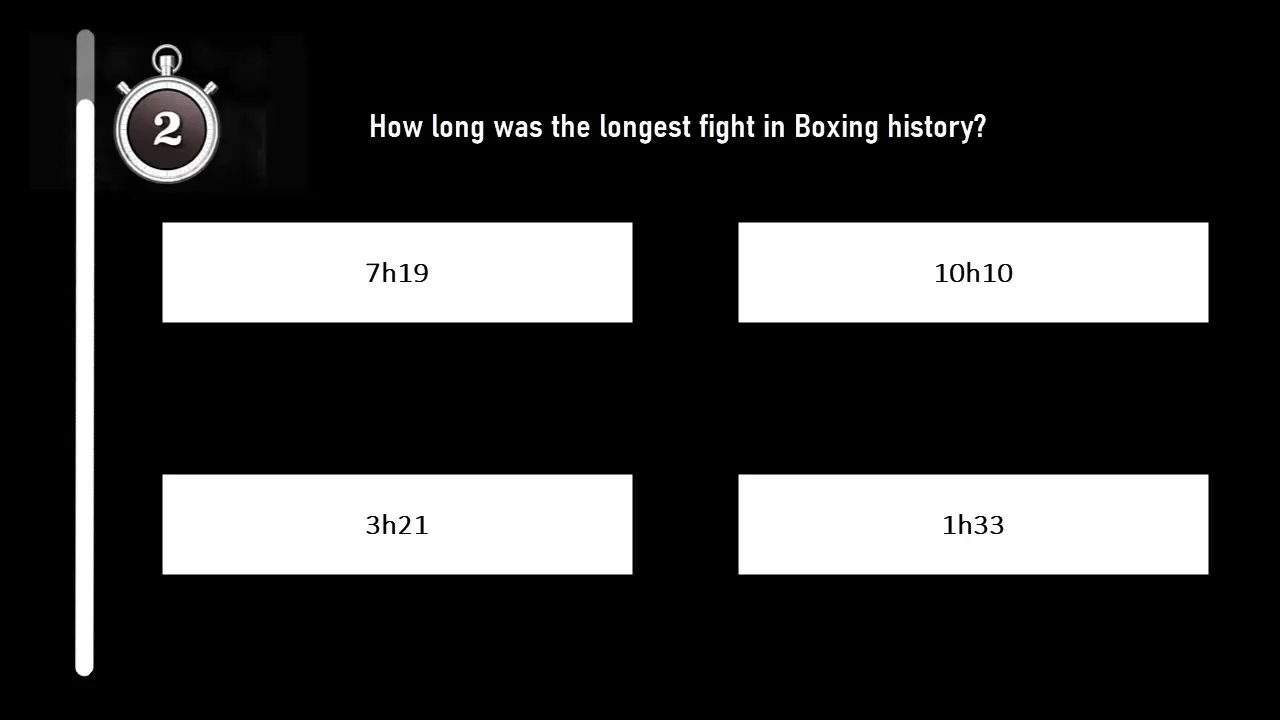 2
How long was the longest fight in Boxing history?
7h19
10h10
3h21
1h33